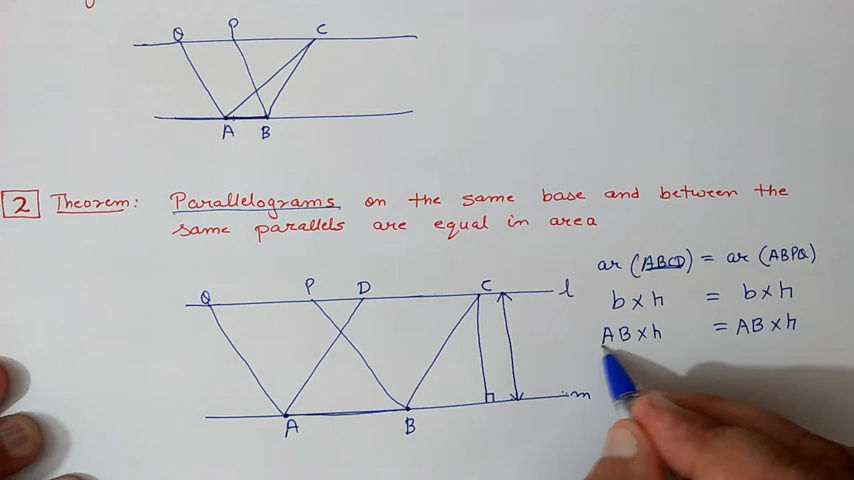 Q P C
A B
2 Theorem: Parallelograms on the same base and between the
same parallels are equal in area
ar (ABCD) = ar (ABPQ)
Q P D C l
b x h = b x h
AB x h = AB x h
m
A B